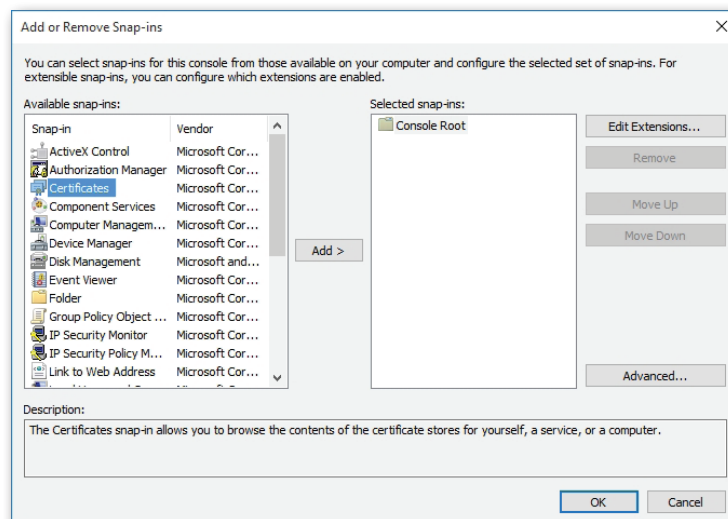 Add or Remove Snap-ins
You can select snap-ins for this console from those available on your computer and configure the selected set of snap-ins. For
extensible snap-ins, you can configure which extensions are enabled.
Available snap-ins:
Snap-in Vendor
ActiveX Control Microsoft Cor...
Authorization Manager Microsoft Cor...
Certificates Microsoft Cor...
Component Services Microsoft Cor...
Computer Managem... Microsoft Cor...
Device Manager Microsoft Cor...
Disk Management Microsoft and...
Event Viewer Microsoft Cor...
Folder Microsoft Cor...
Group Policy Object ... Microsoft Cor...
IP Security Monitor Microsoft Cor...
IP Security Policy M... Microsoft Cor...
Link to Web Address Microsoft Cor...
Add >
Selected snap-ins:
Console Root
Edit Extensions...
Remove
Move Up
Move Down
Advanced...
Description:
The Certificates snap-in allows you to browse the contents of the certificate stores for yourself, a service, or a computer.
OK Cancel